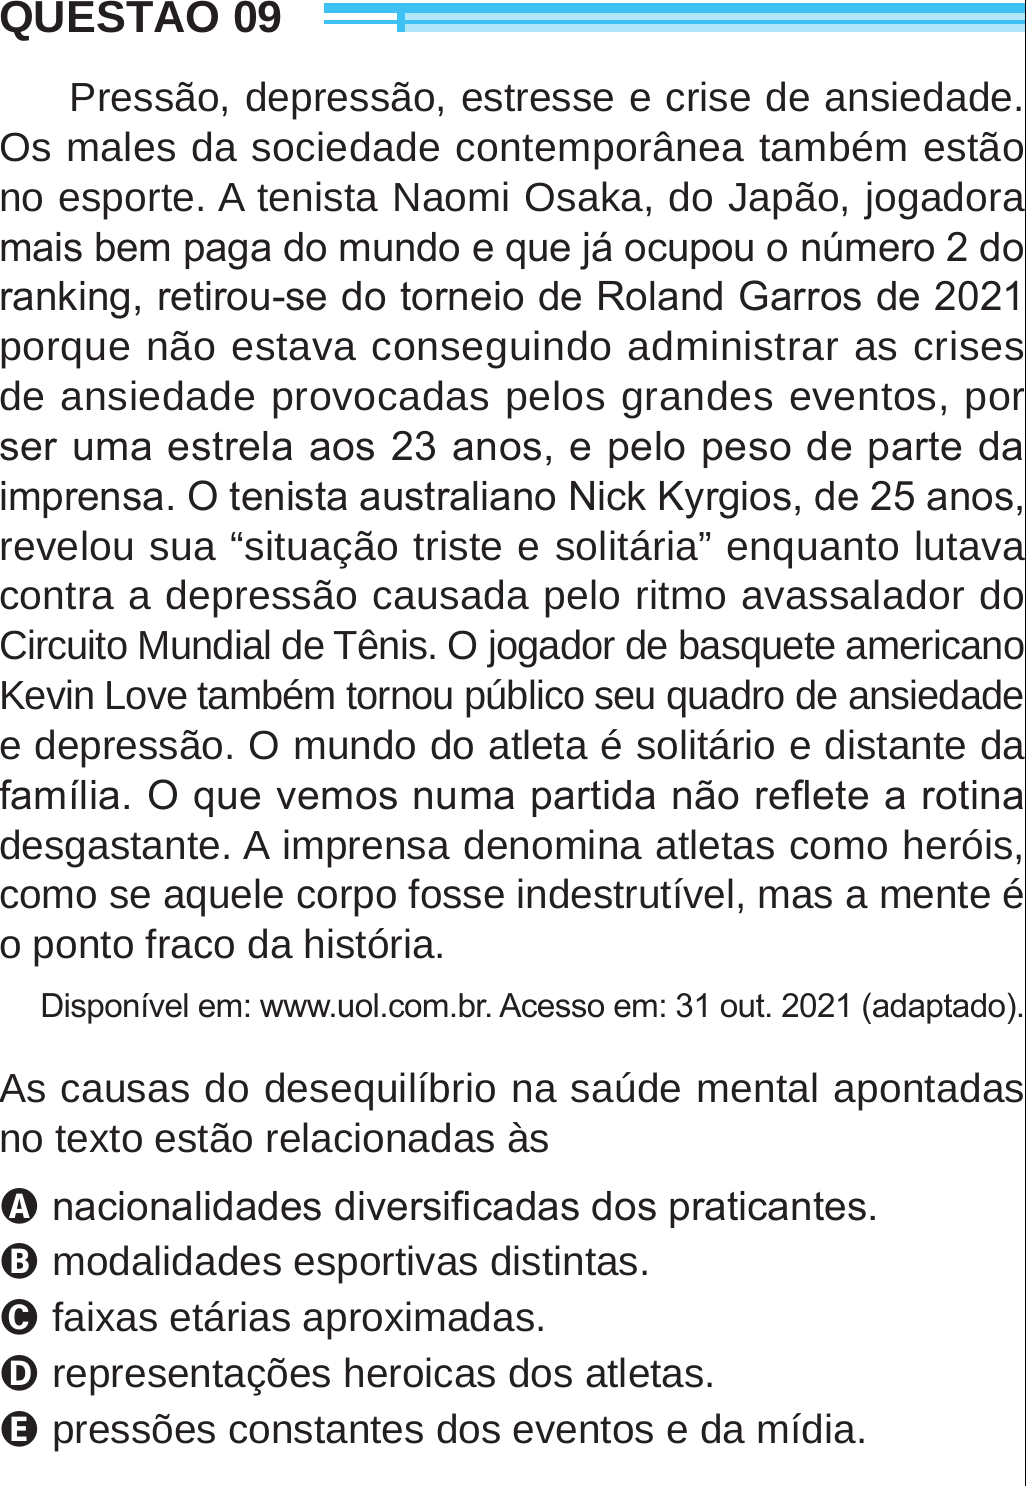 QUESTÃO 09
Pressão, depressão, estresse e crise de ansiedade.
Os males da sociedade contemporânea também estão
no esporte. A tenista Naomi Osaka, do Japão, jogadora
mais bem paga do mundo e que já ocupou o número 2 do
ranking, retirou-se do torneio de Roland Garros de 2021
porque não estava conseguindo administrar as crises
de ansiedade provocadas pelos grandes eventos, por
ser uma estrela aos 23 anos, e pelo peso de parte da
imprensa. O tenista australiano Nick Kyrgios, de 25 anos,
revelou sua “situação triste e solitária” enquanto lutava
contra a depressão causada pelo ritmo avassalador do
Circuito Mundial de Tênis. O jogador de basquete americano
Kevin Love também tornou público seu quadro de ansiedade
e depressão. O mundo do atleta é solitário e distante da
família. O que vemos numa partida não reflete a rotina
desgastante. A imprensa denomina atletas como heróis,
como se aquele corpo fosse indestrutível, mas a mente é
o ponto fraco da história.
Disponível em: www.uol.com.br. Acesso em: 31 out. 2021 (adaptado).
As causas do desequilíbrio na saúde mental apontadas
no texto estão relacionadas às
A nacionalidades diversificadas dos praticantes.
B modalidades esportivas distintas.
C faixas etárias aproximadas.
D representações heroicas dos atletas.
E pressões constantes dos eventos e da mídia.